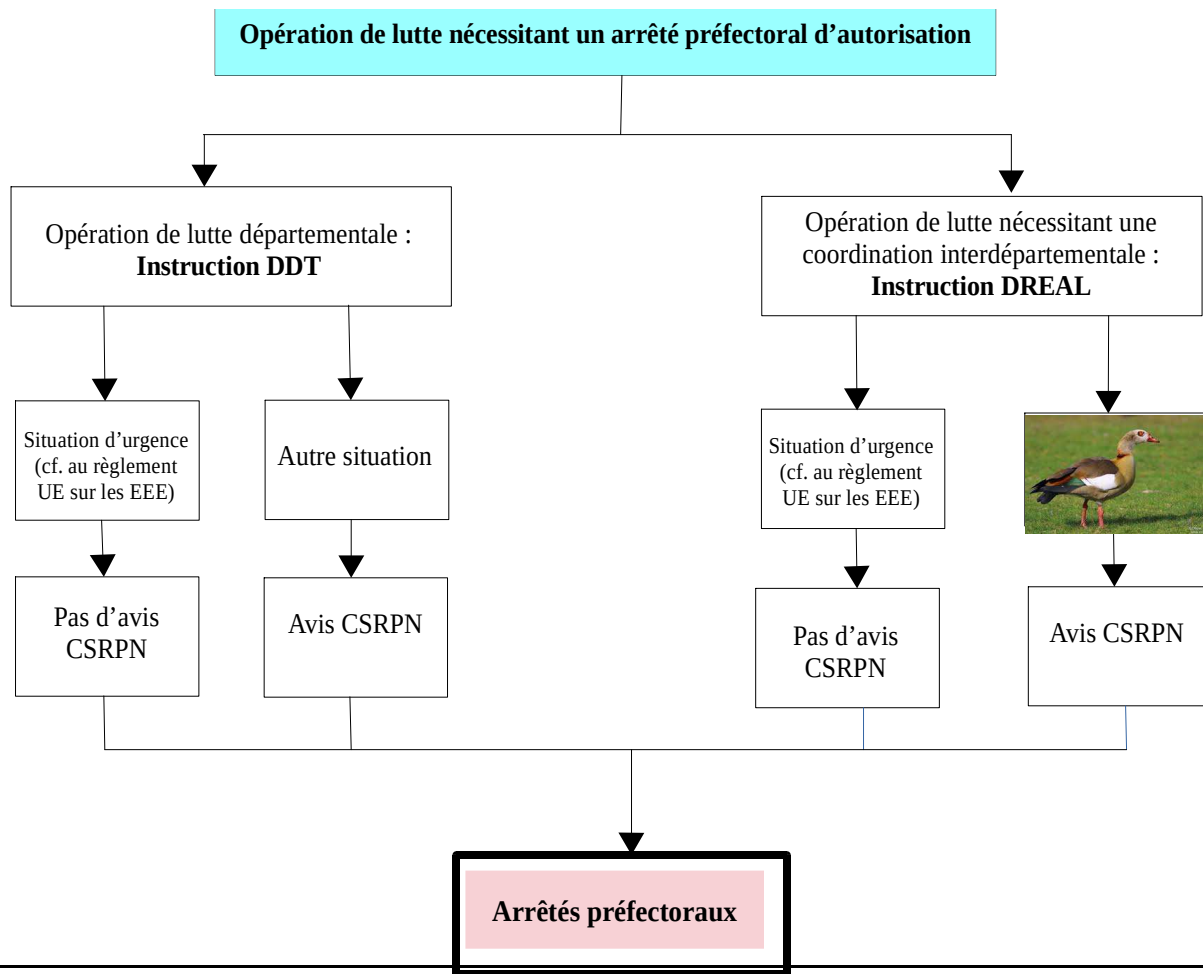 Opération de lutte nécessitant un arrêté préfectoral d’autorisation
Opération de lutte départementale :
Instruction DDT
Opération de lutte nécessitant une
coordination interdépartementale :
Instruction DREAL
Situation d’urgence
(cf. au règlement
UE sur les EEE)
Autre situation
Situation d’urgence
(cf. au règlement
UE sur les EEE)
Pas d’avis
CSRPN
Avis CSRPN
Pas d’avis
CSRPN
Avis CSRPN
Arrêtés préfectoraux